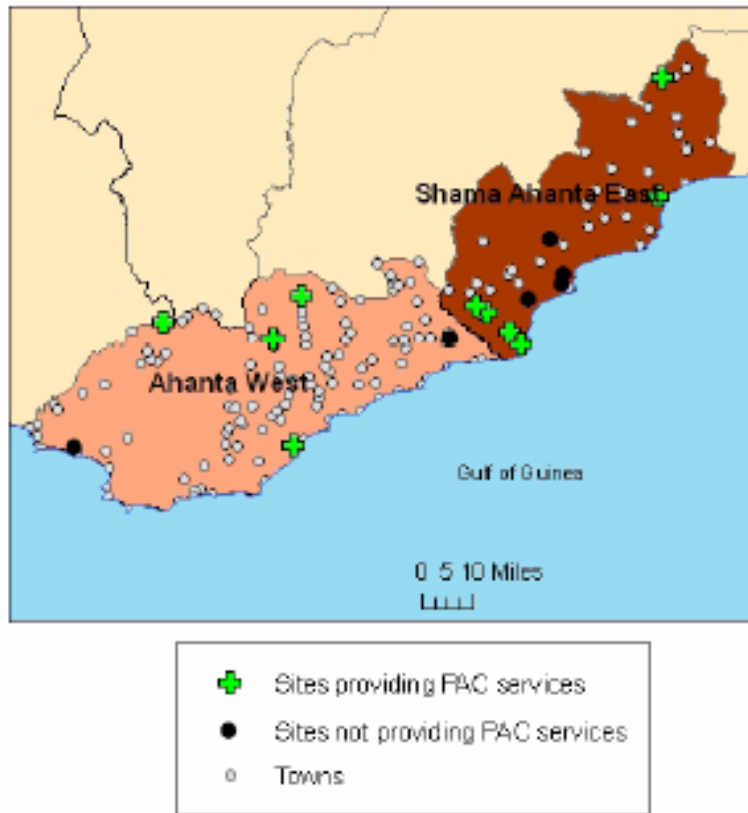 Shama Ahanta East
Ahanta West
Gulf of Guinea
0 5 10 Miles
Sites providing PAC services
Sites not providing PAC services
Towns